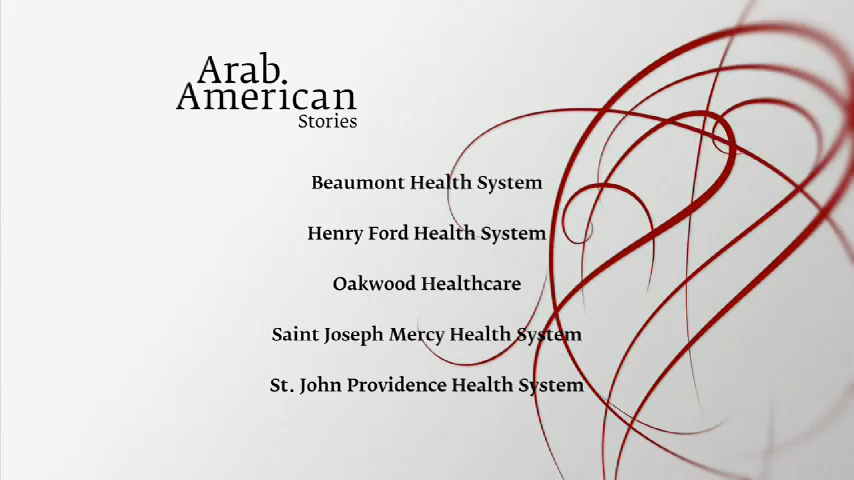 Arab.
American
Stories
Beaumont Health System
Henry Ford Health System
Oakwood Healthcare
Saint Joseph Mercy Health System
St. John Providence Health System